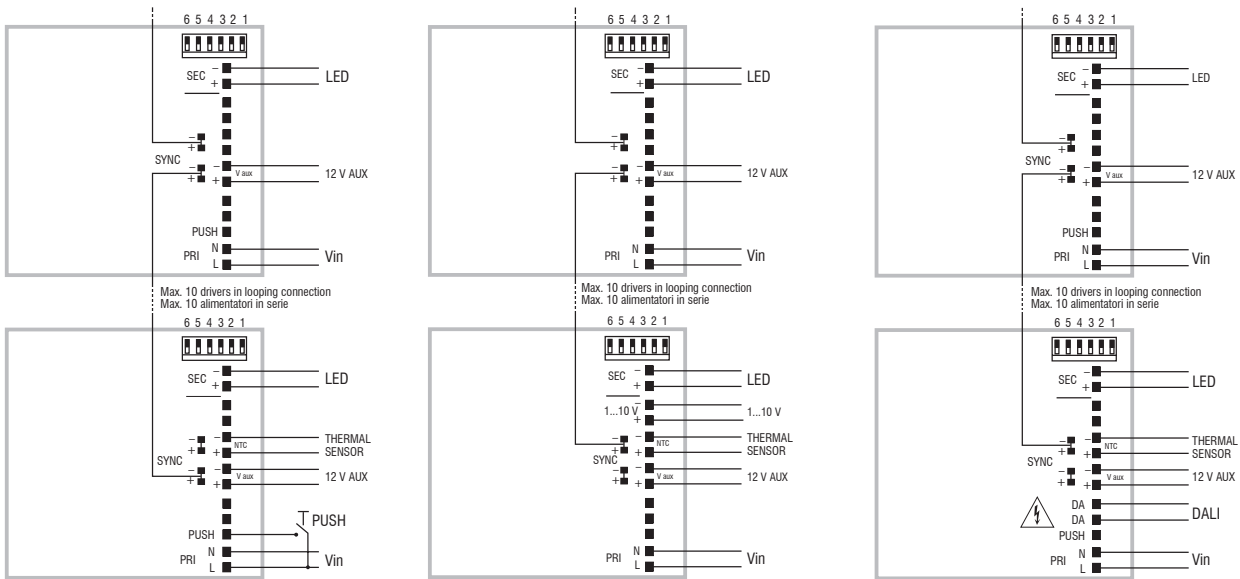 6 5 4 3 2 1
SEC
−
+
LED
−
+
SYNC
−
+
−
+
V aux
12 V AUX
PUSH
PRI
N
L
Vin
Max. 10 drivers in looping connection
Max. 10 alimentatori in serie
6 5 4 3 2 1
SEC
−
+
LED
−
+
−
+
NTC
THERMAL
SENSOR
SYNC
−
+
−
+
V aux
12 V AUX
PUSH
PUSH
PRI
N
L
Vin
6 5 4 3 2 1
SEC
−
+
LED
−
+
−
+
−
+
V aux
12 V AUX
PRI
N
L
Vin
Max. 10 drivers in looping connection
Max. 10 alimentatori in serie
6 5 4 3 2 1
SEC
−
+
LED
1...10 V
−
+
1...10 V
−
+
−
+
NTC
THERMAL
SENSOR
SYNC
−
+
−
+
V aux
12 V AUX
PRI
N
L
Vin
6 5 4 3 2 1
SEC
−
+
LED
−
+
SYNC
−
+
−
+
V aux
12 V AUX
PUSH
PRI
N
L
Vin
Max. 10 drivers in looping connection
Max. 10 alimentatori in serie
6 5 4 3 2 1
SEC
−
+
LED
−
+
−
+
NTC
THERMAL
SENSOR
SYNC
−
+
−
+
V aux
12 V AUX
DA
DA
DALI
PUSH
PRI
N
L
Vin